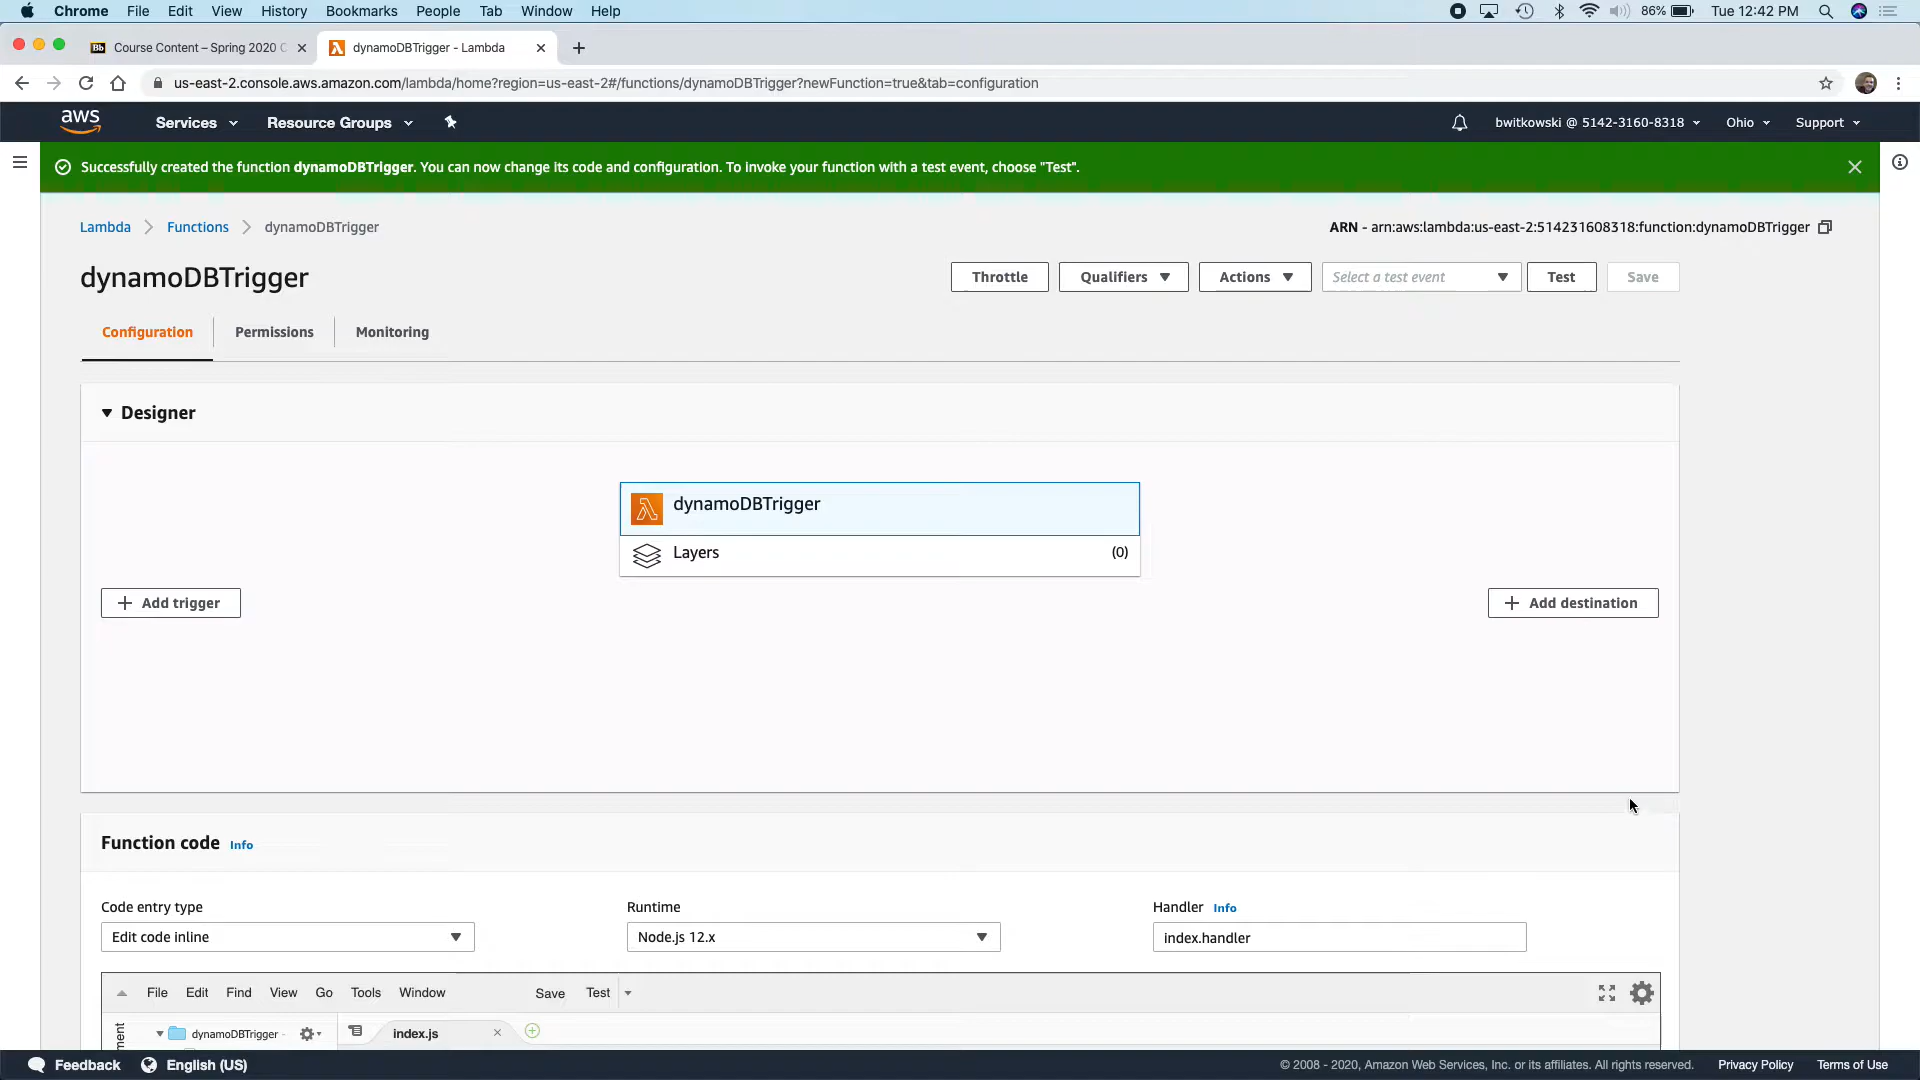 Chrome File Edit View History Bookmarks People Tab Window Help 86% Tue 12:42 PM
Bb Course Content – Spring 2020 C dynamoDBTrigger - Lambda
us-east-2.console.aws.amazon.com/lambda/home?region=us-east-2#/functions/dynamoDBTrigger?newFunction=true&tab=configuration
aws Services Resource Groups bwitkowski @ 5142-3160-8318 Ohio Support
Successfully created the function dynamoDBTrigger. You can now change its code and configuration. To invoke your function with a test event, choose "Test".
Lambda Functions dynamoDBTrigger ARN - arn:aws:lambda:us-east-2:514231608318:function:dynamoDBTrigger
dynamoDBTrigger Throttle Qualifiers Actions Select a test event Test Save
Configuration Permissions Monitoring
Designer
dynamoDBTrigger
Layers (0)
Add trigger Add destination
Function code Info
Code entry type Runtime Handler Info
Edit code inline Node.js 12.x index.handler
File Edit Find View Go Tools Window Save Test
ment dynamoDBTrigger - index.js
Feedback English (US) © 2008 - 2020, Amazon Web Services, Inc. or its affiliates. All rights reserved. Privacy Policy Terms of Use